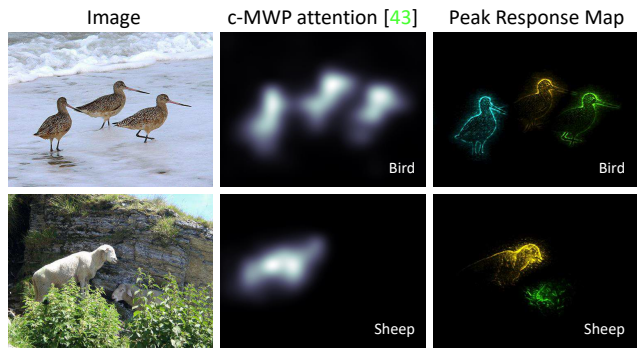 Image c-MWP attention [43] Peak Response Map
Bird Bird
Sheep Sheep